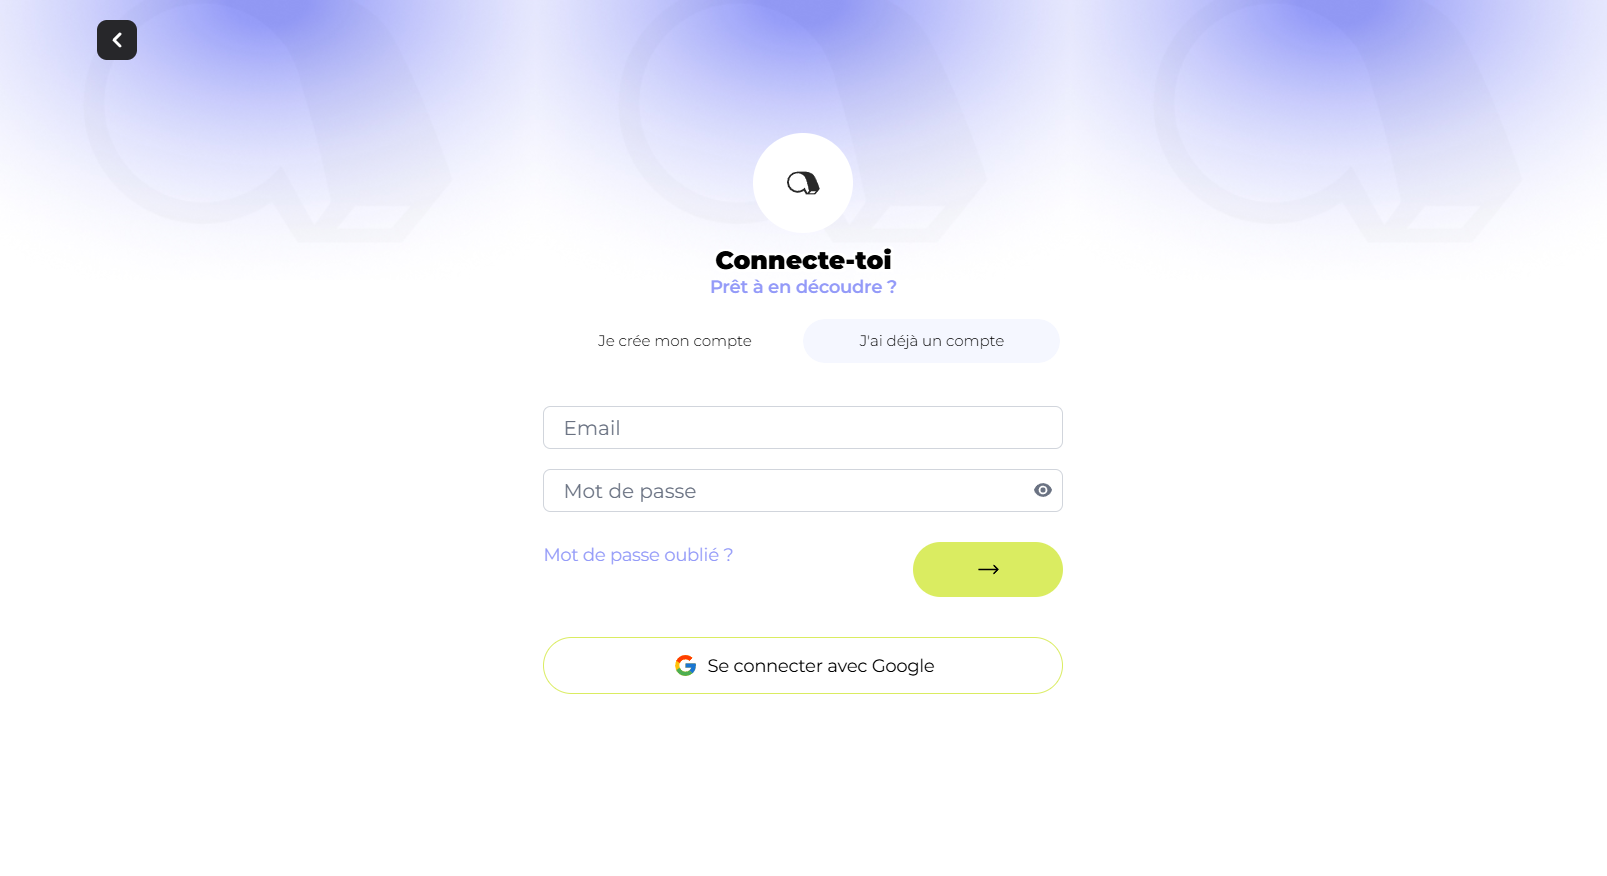 Connecte-toi
Prêt à en découdre ?
Je crée mon compte
J'ai déjà un compte
Email
Mot de passe
Mot de passe oublié ?
Se connecter avec Google